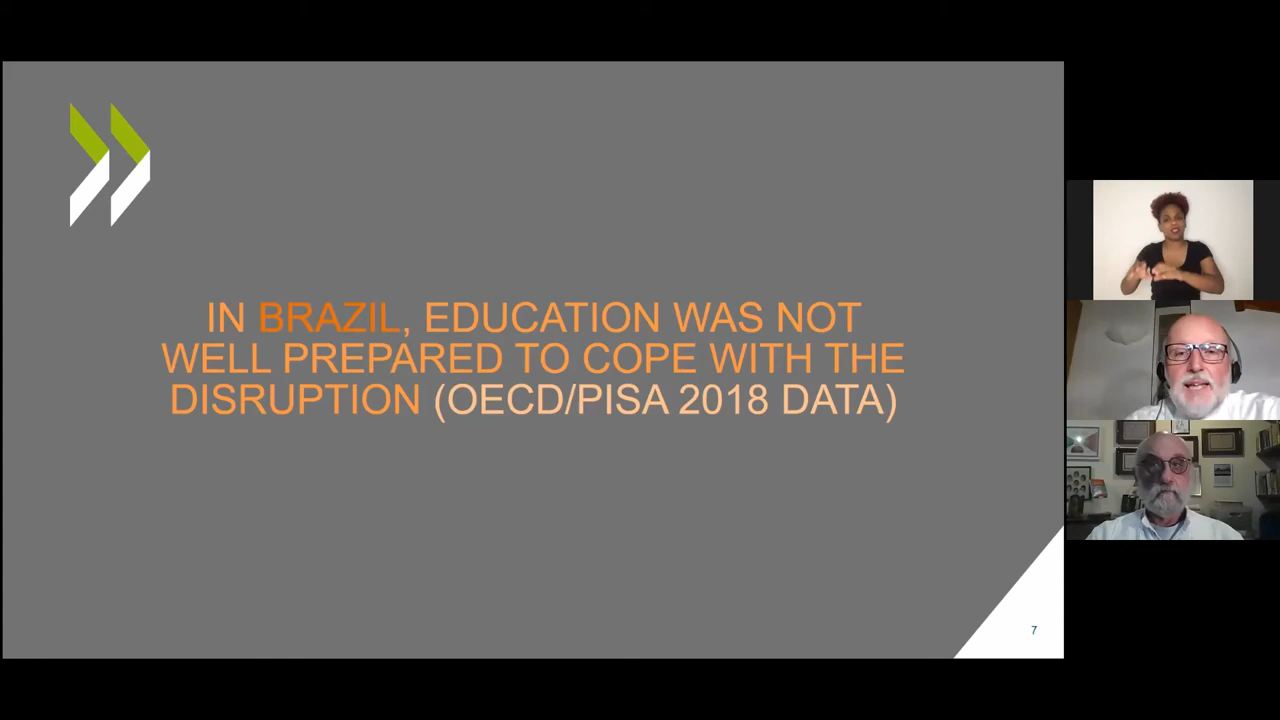 IN BRAZIL, EDUCATION WAS NOT
WELL PREPARED TO COPE WITH THE
DISRUPTION (OECD/PISA 2018 DATA)
7